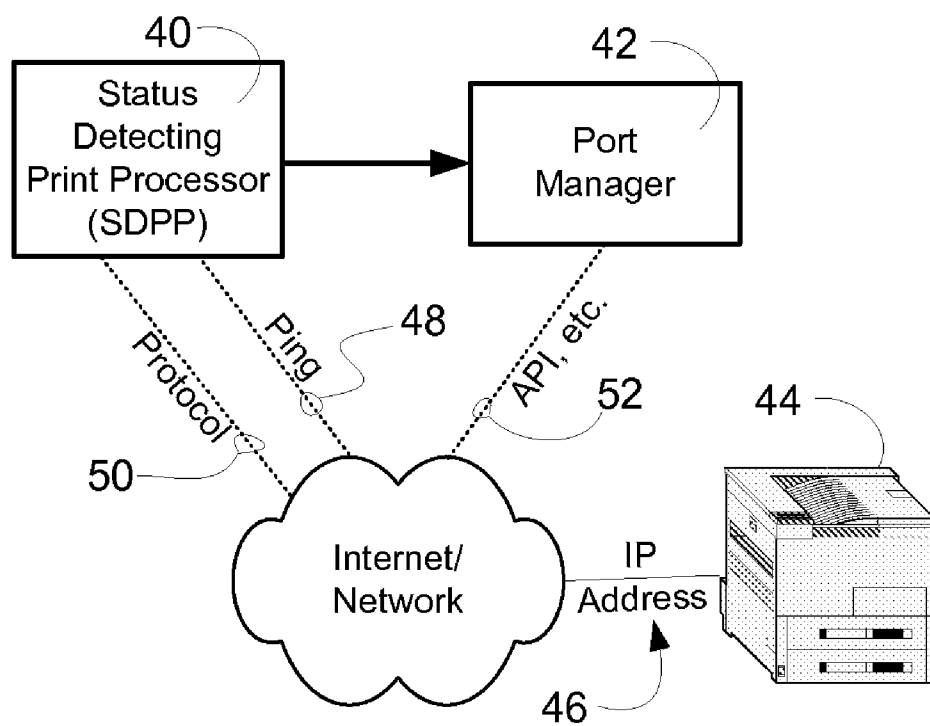 40
Status
Detecting
Print Processor
(SDPP)
42
Port
Manager
Protocol
50
Ping
48
API, etc.
52
44
Internet/
Network
IP
Address
46